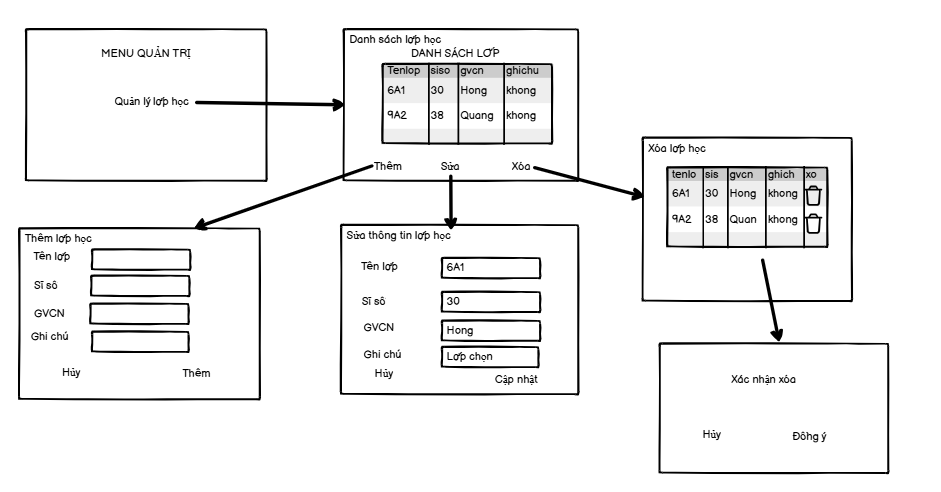 MENU QUẢN TRỊ
Quản lý lớp học
Danh sách lớp học
DANH SÁCH LỚP
Tenlop siso gvcn ghichu
6A1 30 Hong khong
9A2 38 Quang khong
Thêm Sửa Xóa
Xóa lớp học
tenlo sis gvcn ghich xo
6A1 30 Hong khong
9A2 38 Quan khong
Thêm lớp học
Tên lớp
Sĩ số
GVCN
Ghi chú
Hủy Thêm
Sửa thông tin lớp học
Tên lớp 6A1
Sĩ số 30
GVCN Hong
Ghi chú Lớp chọn
Hủy Cập nhật
Xác nhận xóa
Hủy Đồng ý